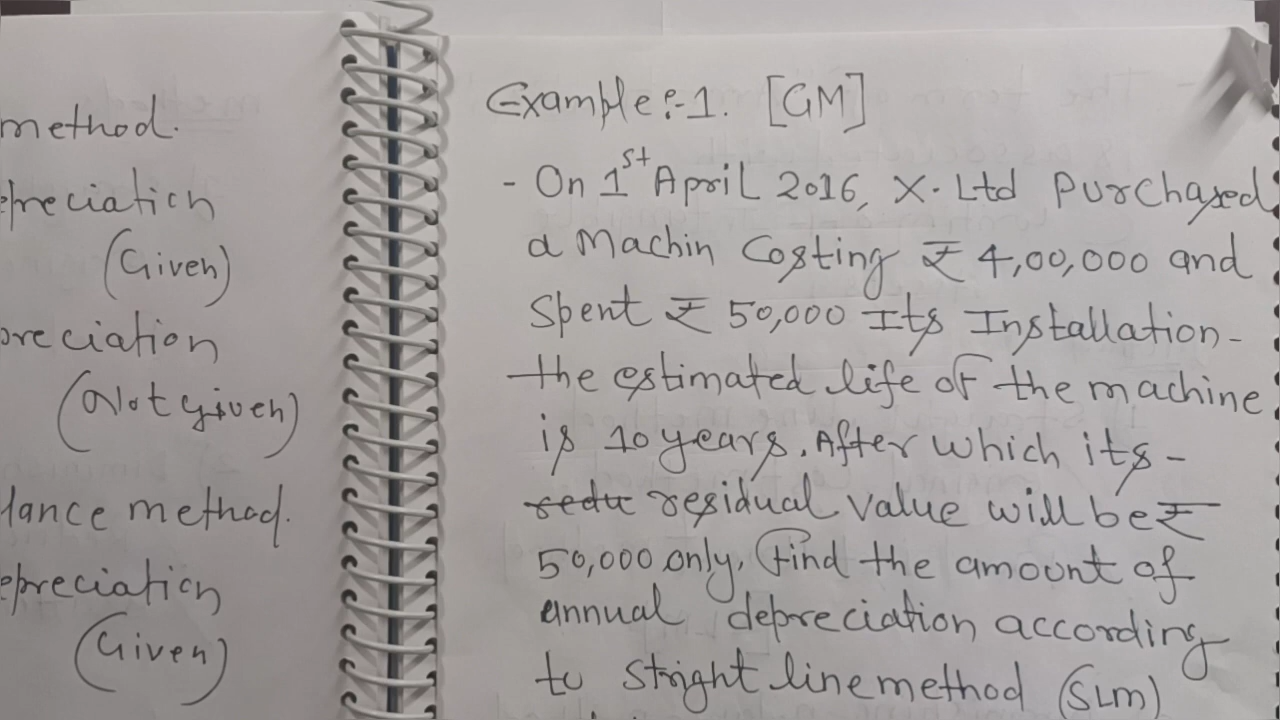 method.
epreciation
(Given)
preciation
(Not given)
lance method.
epreciation
(Given)
Example:-1. [GM]
- On 1st April 2016, X. Ltd Purchased
a Machin Costing ₹ 4,00,000 and
Spent ₹ 50,000 Its Installation-
the estimated life of the machine
is 10 years. After which its-
redu residual Value will be ₹
50,000 only, Find the amount of
annual depreciation according
to Stright line method (SLM)